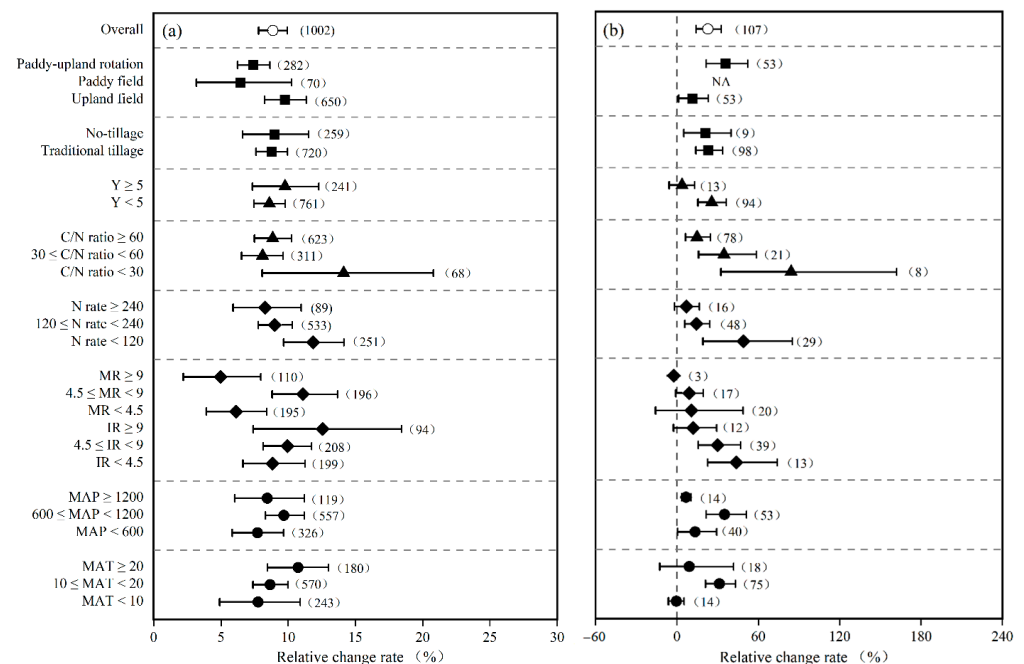 Overall (a) (1002) (b) (107)
Paddy-upland rotation (282) (53)
Paddy field (70) NA
Upland field (650) (53)
No-tillage (259) (9)
Traditional tillage (720) (98)
Y ≥ 5 (241) (13)
Y < 5 (761) (94)
C/N ratio ≥ 60 (623) (78)
30 ≤ C/N ratio < 60 (311) (21)
C/N ratio < 30 (68) (8)
N rate ≥ 240 (89) (16)
120 ≤ N rate < 240 (533) (48)
N rate < 120 (251) (29)
MR ≥ 9 (110) (3)
4.5 ≤ MR < 9 (196) (17)
MR < 4.5 (195) (20)
IR ≥ 9 (94) (12)
4.5 ≤ IR < 9 (208) (39)
IR < 4.5 (199) (13)
MAP ≥ 1200 (119) (14)
600 ≤ MAP < 1200 (557) (53)
MAP < 600 (326) (40)
MAT ≥ 20 (180) (18)
10 ≤ MAT < 20 (570) (75)
MAT < 10 (243) (14)
0 5 10 15 20 25 30 −60 0 60 120 180 240
Relative change rate (%) Relative change rate (%)